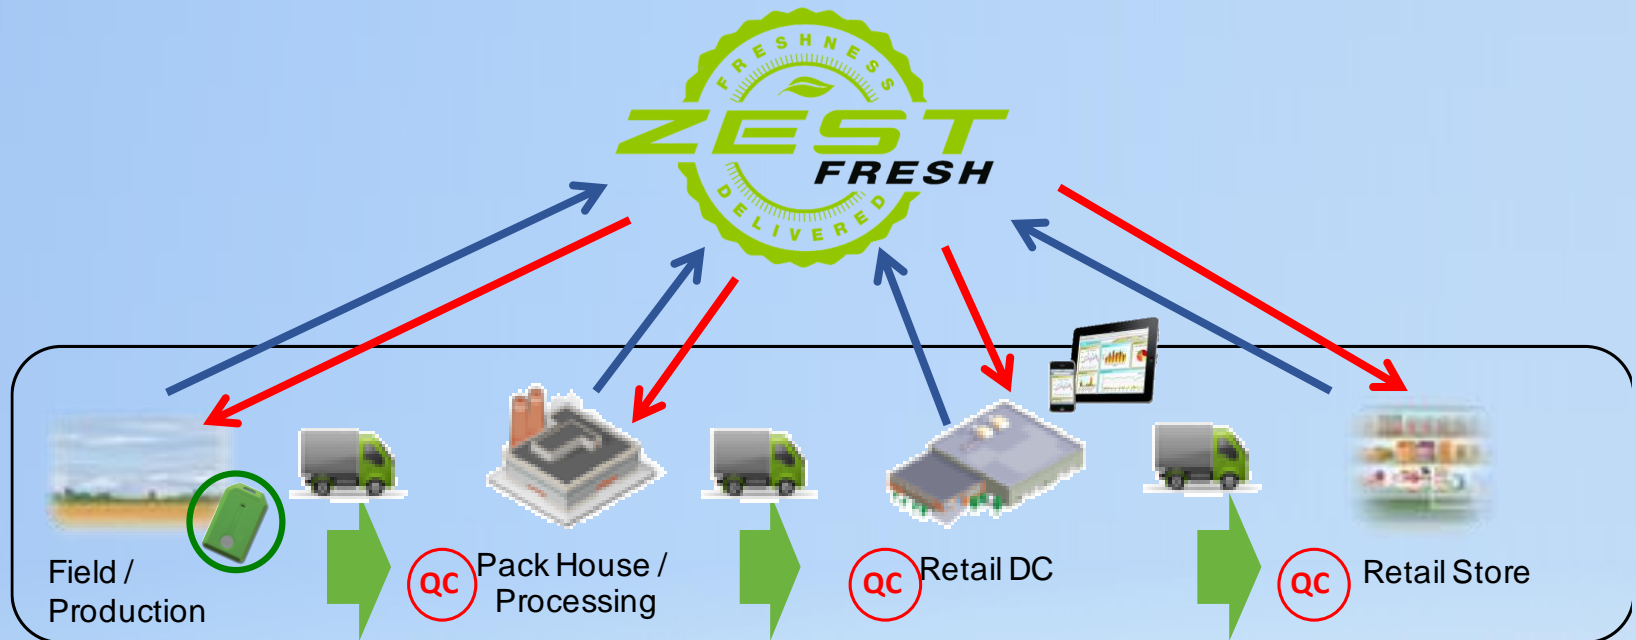 FRESHNESS
ZEST
FRESH
DELIVERED
Field /
Production
QC
Pack House /
Processing
QC
Retail DC
QC
Retail Store